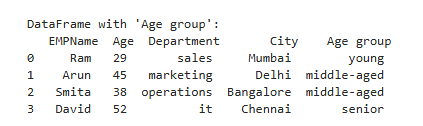 DataFrame with 'Age group':
EMPName Age Department City Age group
0 Ram 29 sales Mumbai young
1 Arun 45 marketing Delhi middle-aged
2 Smita 38 operations Bangalore middle-aged
3 David 52 it Chennai senior